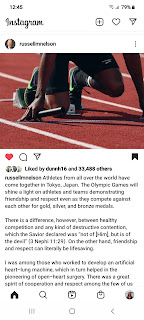 12:45
Instagram
russellmnelson
Liked by dunnh16 and 33,488 others
russellmnelson Athletes from all over the world have
come together in Tokyo, Japan. The Olympic Games will
shine a light on athletes and teams demonstrating
friendship and respect even as they compete against
each other for gold, silver, and bronze medals.
There is a difference, however, between healthy
competition and any kind of destructive contention,
which the Savior declared was "not of [Him], but is of
the devil" (3 Nephi 11:29). On the other hand, friendship
and respect can literally be lifesaving.
I was among those who worked to develop an artificial
heart-lung machine, which in turn helped in the
pioneering of open-heart surgery. There was a great
spirit of cooperation and respect among the few of us